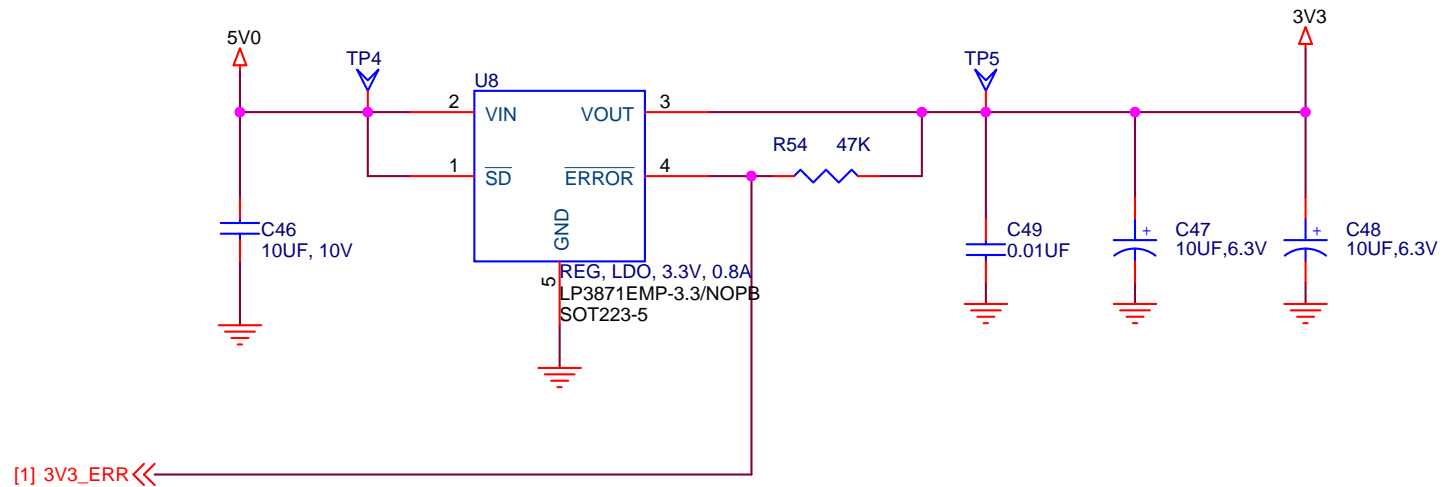 3V3
5V0
TP4
TP5
U8
2
VIN
VOUT
3
R54 47K
1
SD
ERROR
4
GND
5
C46
10UF, 10V
C49
0.01UF
+
C47
10UF,6.3V
+
C48
10UF,6.3V
REG, LDO, 3.3V, 0.8A
LP3871EMP-3.3/NOPB
SOT223-5
[1] 3V3_ERR